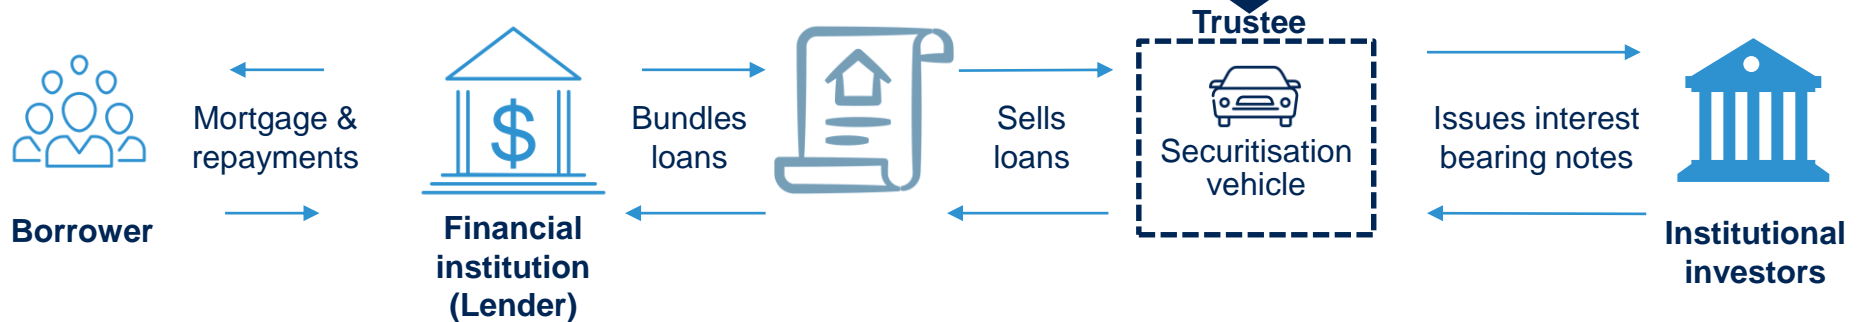 Trustee
Mortgage &
repayments
$
Bundles
loans
Sells
loans
Securitisation
vehicle
Issues interest
bearing notes
Borrower
Financial
institution
(Lender)
Institutional
investors